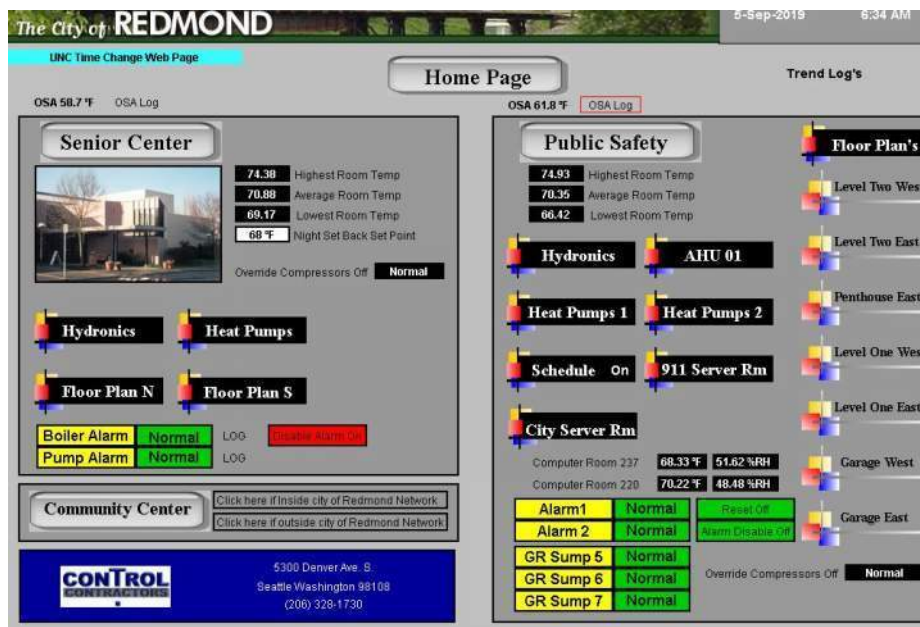 The City of REDMOND
5-Sep-2019 6:34 AM
UNC Time Change Web Page
Home Page
Trend Log's
OSA 58.7 °F OSA Log
OSA 61.8 °F OSA Log
Senior Center
74.38 Highest Room Temp
70.88 Average Room Temp
69.17 Lowest Room Temp
68 °F Night Set Back Set Point
Override Compressors Off Normal
Hydronics Heat Pumps
Floor Plan N Floor Plan S
Boiler Alarm Normal LOG Disable Alarm On
Pump Alarm Normal LOG
Community Center
Click here if Inside city of Redmond Network
Click here if outside city of Redmond Network
CONTROL
CONTRACTORS
5300 Denver Ave. S.
Seattle Washington 98108
(206) 328-1730
Public Safety
74.93 Highest Room Temp
70.35 Average Room Temp
66.42 Lowest Room Temp
Hydronics AHU 01
Heat Pumps 1 Heat Pumps 2
Schedule On 911 Server Rm
City Server Rm
Computer Room 237 68.33 °F 51.62 %RH
Computer Room 220 70.22 °F 48.48 %RH
Alarm1 Normal Reset Off
Alarm 2 Normal Alarm Disable Off
GR Sump 5 Normal
GR Sump 6 Normal
GR Sump 7 Normal
Override Compressors Off Normal
Floor Plan's
Level Two Wes
Level Two East
Penthouse East
Level One Wes
Level One East
Garage West
Garage East